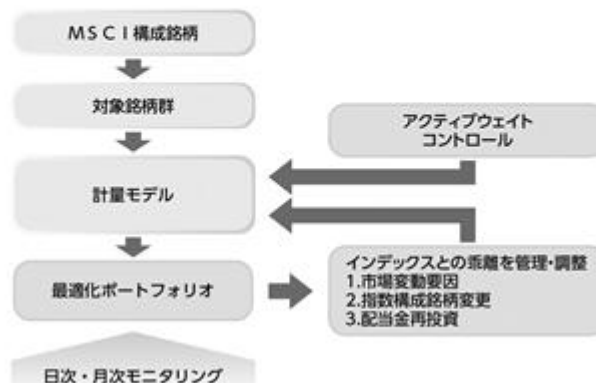 MSCI構成銘柄
対象銘柄群
アクティブウェイト
コントロール
計量モデル
最適化ポートフォリオ
インデックスとの乖離を管理・調整
1.市場変動要因
2.指数構成銘柄変更
3.配当金再投資
日次・月次モニタリング